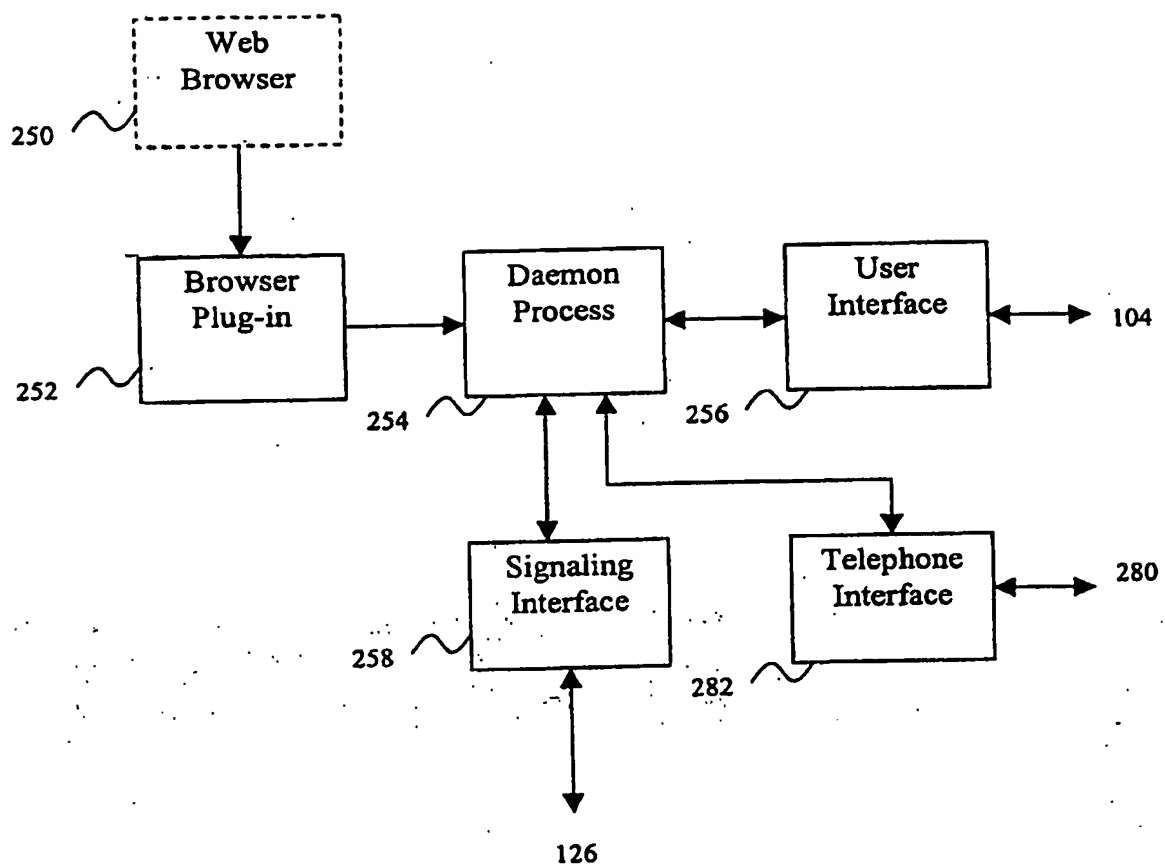 Web
Browser
250
Browser
Plug-in
252
Daemon
Process
254
User
Interface
256
104
Signaling
Interface
258
Telephone
Interface
282
280
126